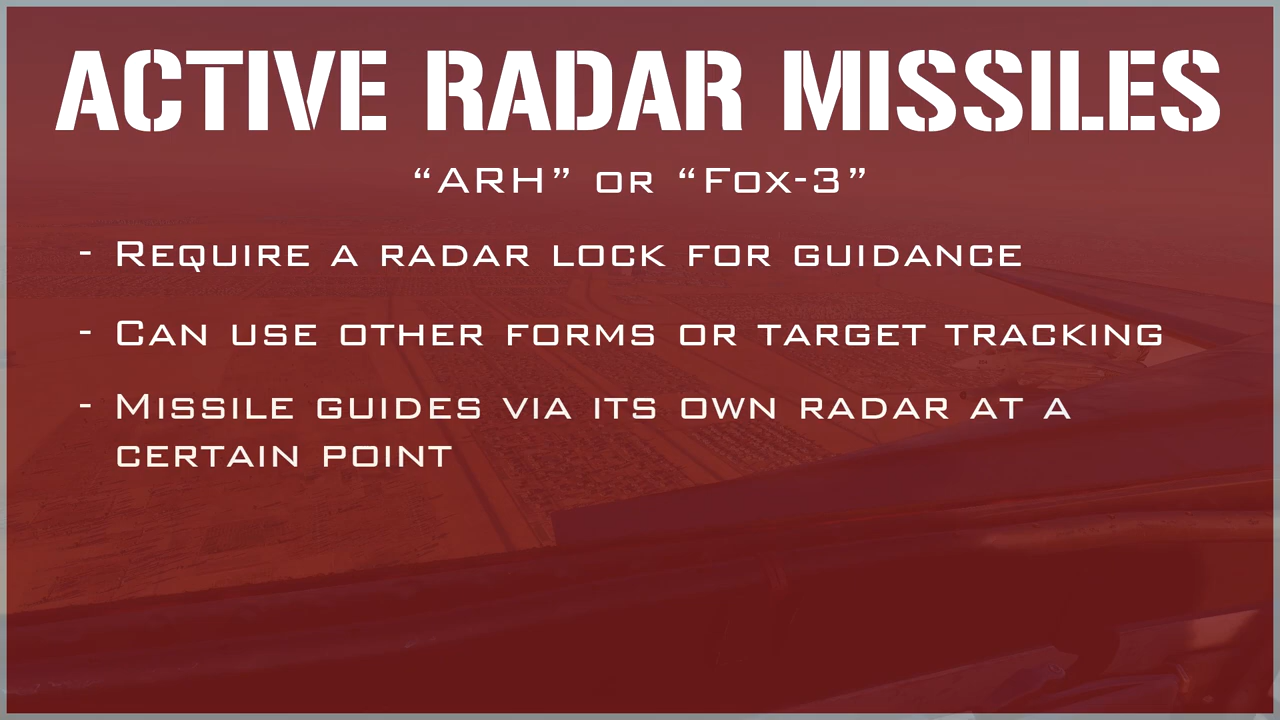 ACTIVE RADAR MISSILES
“ARH” or “Fox-3”
- Require a radar lock for guidance
- Can use other forms or target tracking
- Missile guides via its own radar at a
certain point